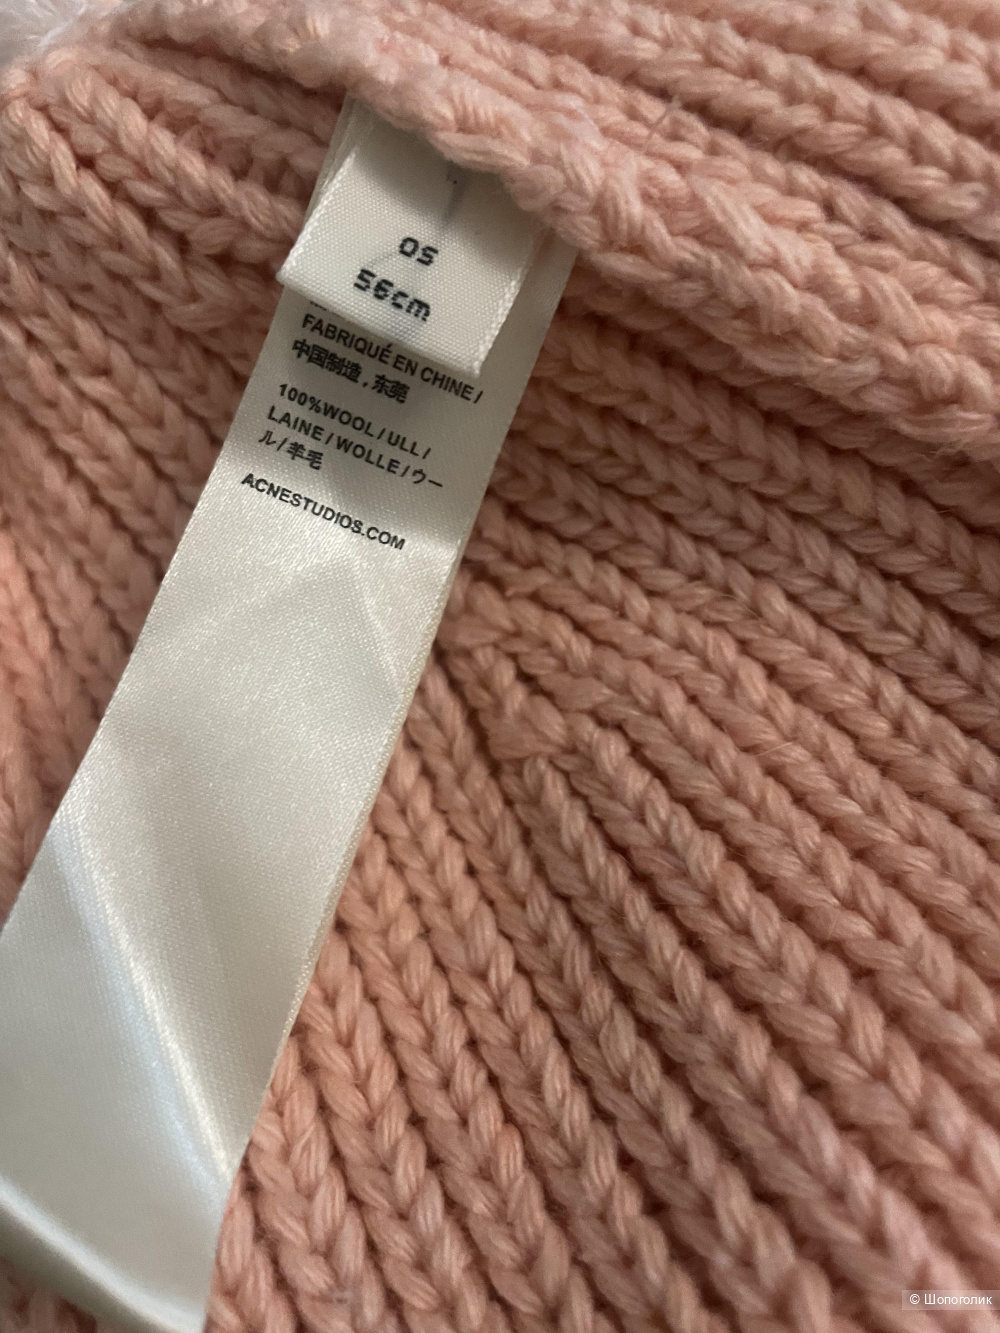 OS
56cm
FABRIQUÉ EN CHINE /
中国制造 , 东莞
100%WOOL / ULL /
LAINE / WOLLE / ウー
ル / 羊毛
ACNESTUDIOS.COM
© Шопоголик